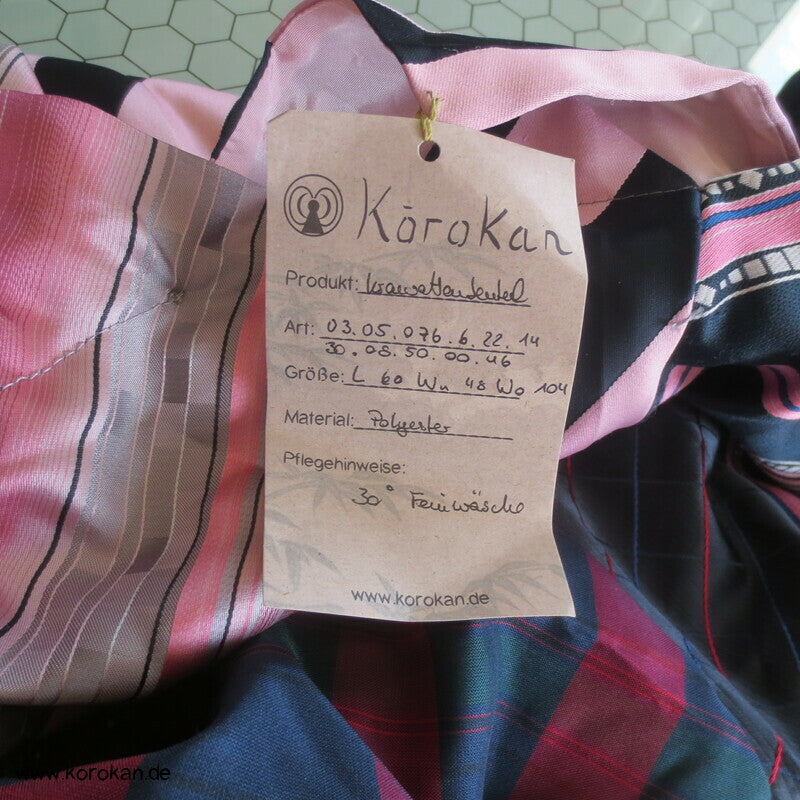 Kōrokan
Produkt: Krawattenbeutel
Art: 03.05.076.6.22.14
30.08.50.00.46
Größe: L 60 Wu 48 Wo 104
Material: Polyester
Pflegehinweise:
30° Feinwäsche
www.korokan.de
www.korokan.de